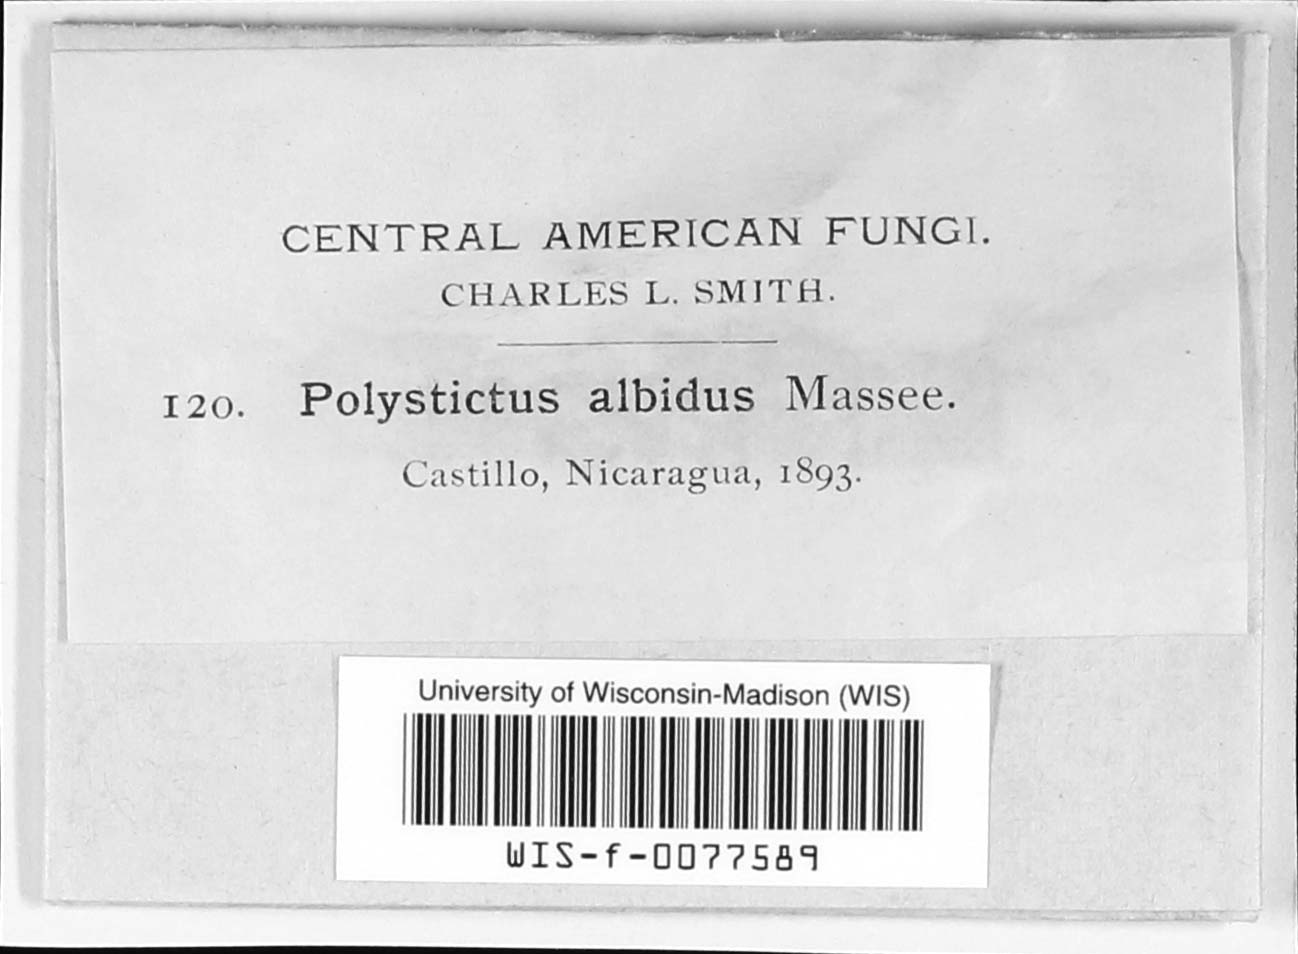 CENTRAL AMERICAN FUNGI.
CHARLES L. SMITH.
120. Polystictus albidus Massee.
Castillo, Nicaragua, 1893.
University of Wisconsin-Madison (WIS)
WIS-f-0077589